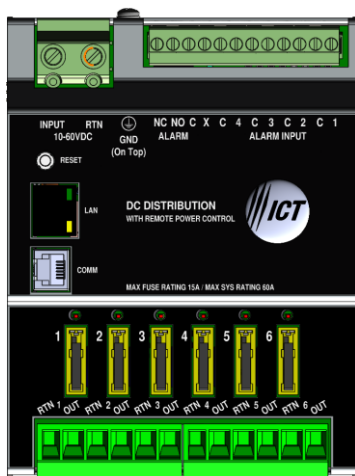 INPUT RTN
10-60VDC
GND
(On Top)
NC NO C X C 4 C 3 C 2 C 1
ALARM ALARM INPUT
RESET
LAN
DC DISTRIBUTION
WITH REMOTE POWER CONTROL
ICT
COMM
MAX FUSE RATING 15A / MAX SYS RATING 60A
1 2 3 4 5 6
RTN 1 OUT RTN 2 OUT RTN 3 OUT RTN 4 OUT RTN 5 OUT RTN 6 OUT